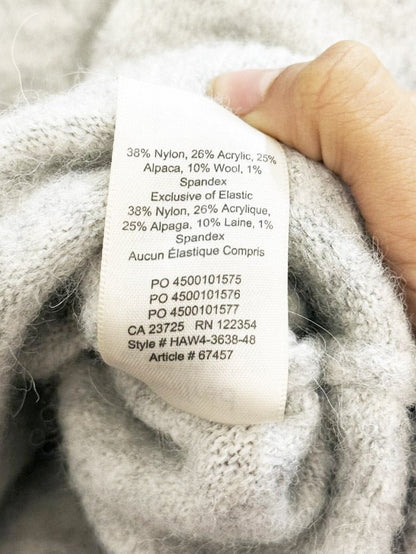 38% Nylon, 26% Acrylic, 25%
Alpaca, 10% Wool, 1%
Spandex
Exclusive of Elastic
38% Nylon, 26% Acrylique,
25% Alpaga, 10% Laine, 1%
Spandex
Aucun Élastique Compris
PO 4500101575
PO 4500101576
PO 4500101577
CA 23725 RN 122354
Style # HAW4-3638-48
Article # 67457